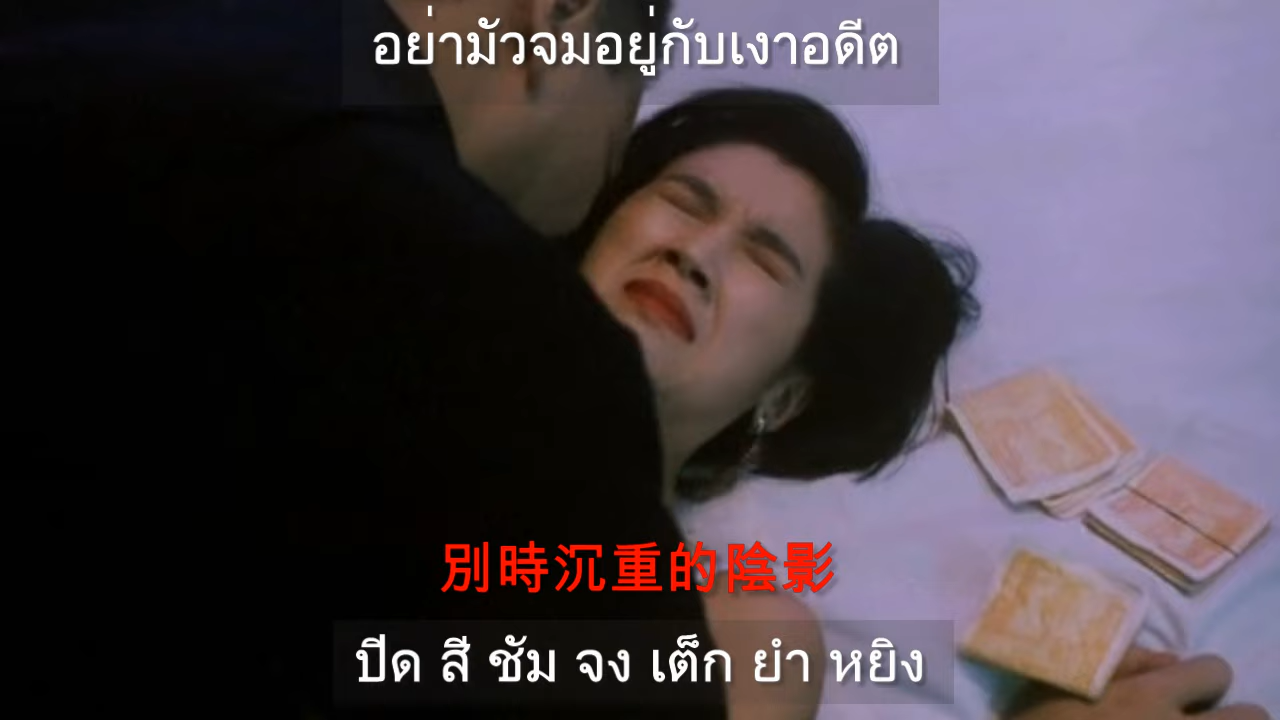 อย่ามัวจมอยู่กับเงาอดีต
別時沉重的陰影
ปีด สี ชัม จง เต็ก ยำ หยิง